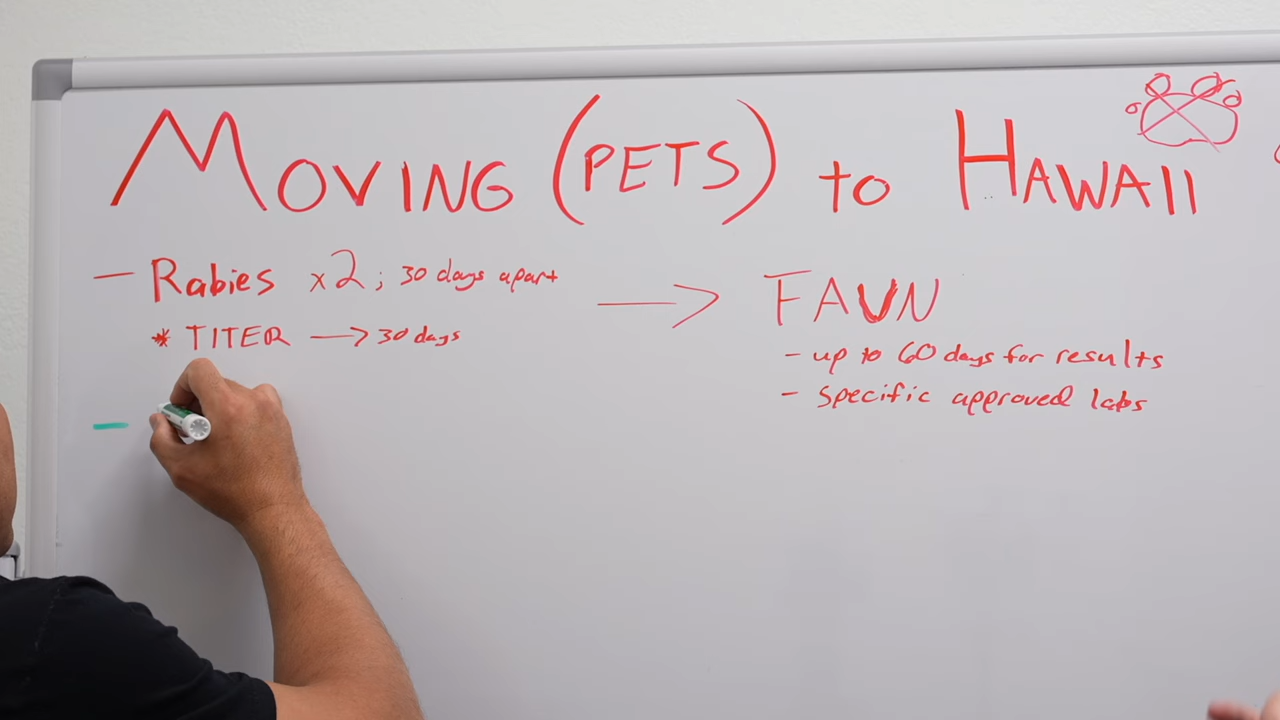 MOVING (PETS) to HAWAII
- Rabies x2; 30 days apart
* TITER → 30 days
→ FAVN
- up to 60 days for results
- specific approved labs
-